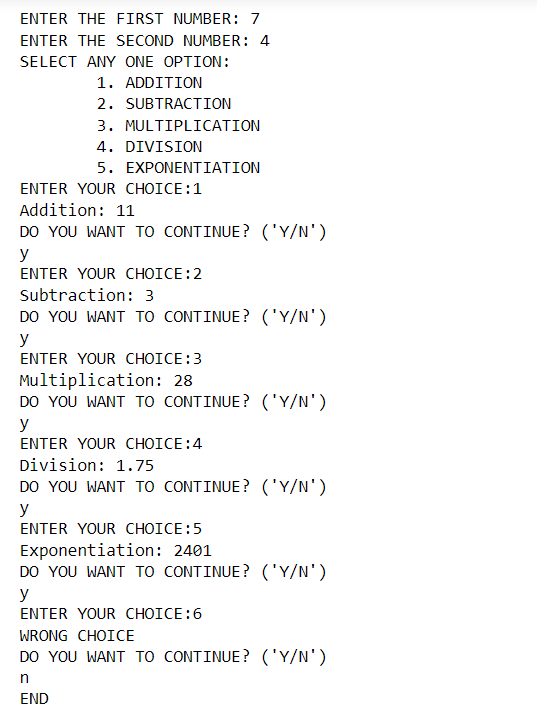 ENTER THE FIRST NUMBER: 7
ENTER THE SECOND NUMBER: 4
SELECT ANY ONE OPTION:
1. ADDITION
2. SUBTRACTION
3. MULTIPLICATION
4. DIVISION
5. EXPONENTIATION
ENTER YOUR CHOICE:1
Addition: 11
DO YOU WANT TO CONTINUE? ('Y/N')
y
ENTER YOUR CHOICE:2
Subtraction: 3
DO YOU WANT TO CONTINUE? ('Y/N')
y
ENTER YOUR CHOICE:3
Multiplication: 28
DO YOU WANT TO CONTINUE? ('Y/N')
y
ENTER YOUR CHOICE:4
Division: 1.75
DO YOU WANT TO CONTINUE? ('Y/N')
y
ENTER YOUR CHOICE:5
Exponentiation: 2401
DO YOU WANT TO CONTINUE? ('Y/N')
y
ENTER YOUR CHOICE:6
WRONG CHOICE
DO YOU WANT TO CONTINUE? ('Y/N')
n
END